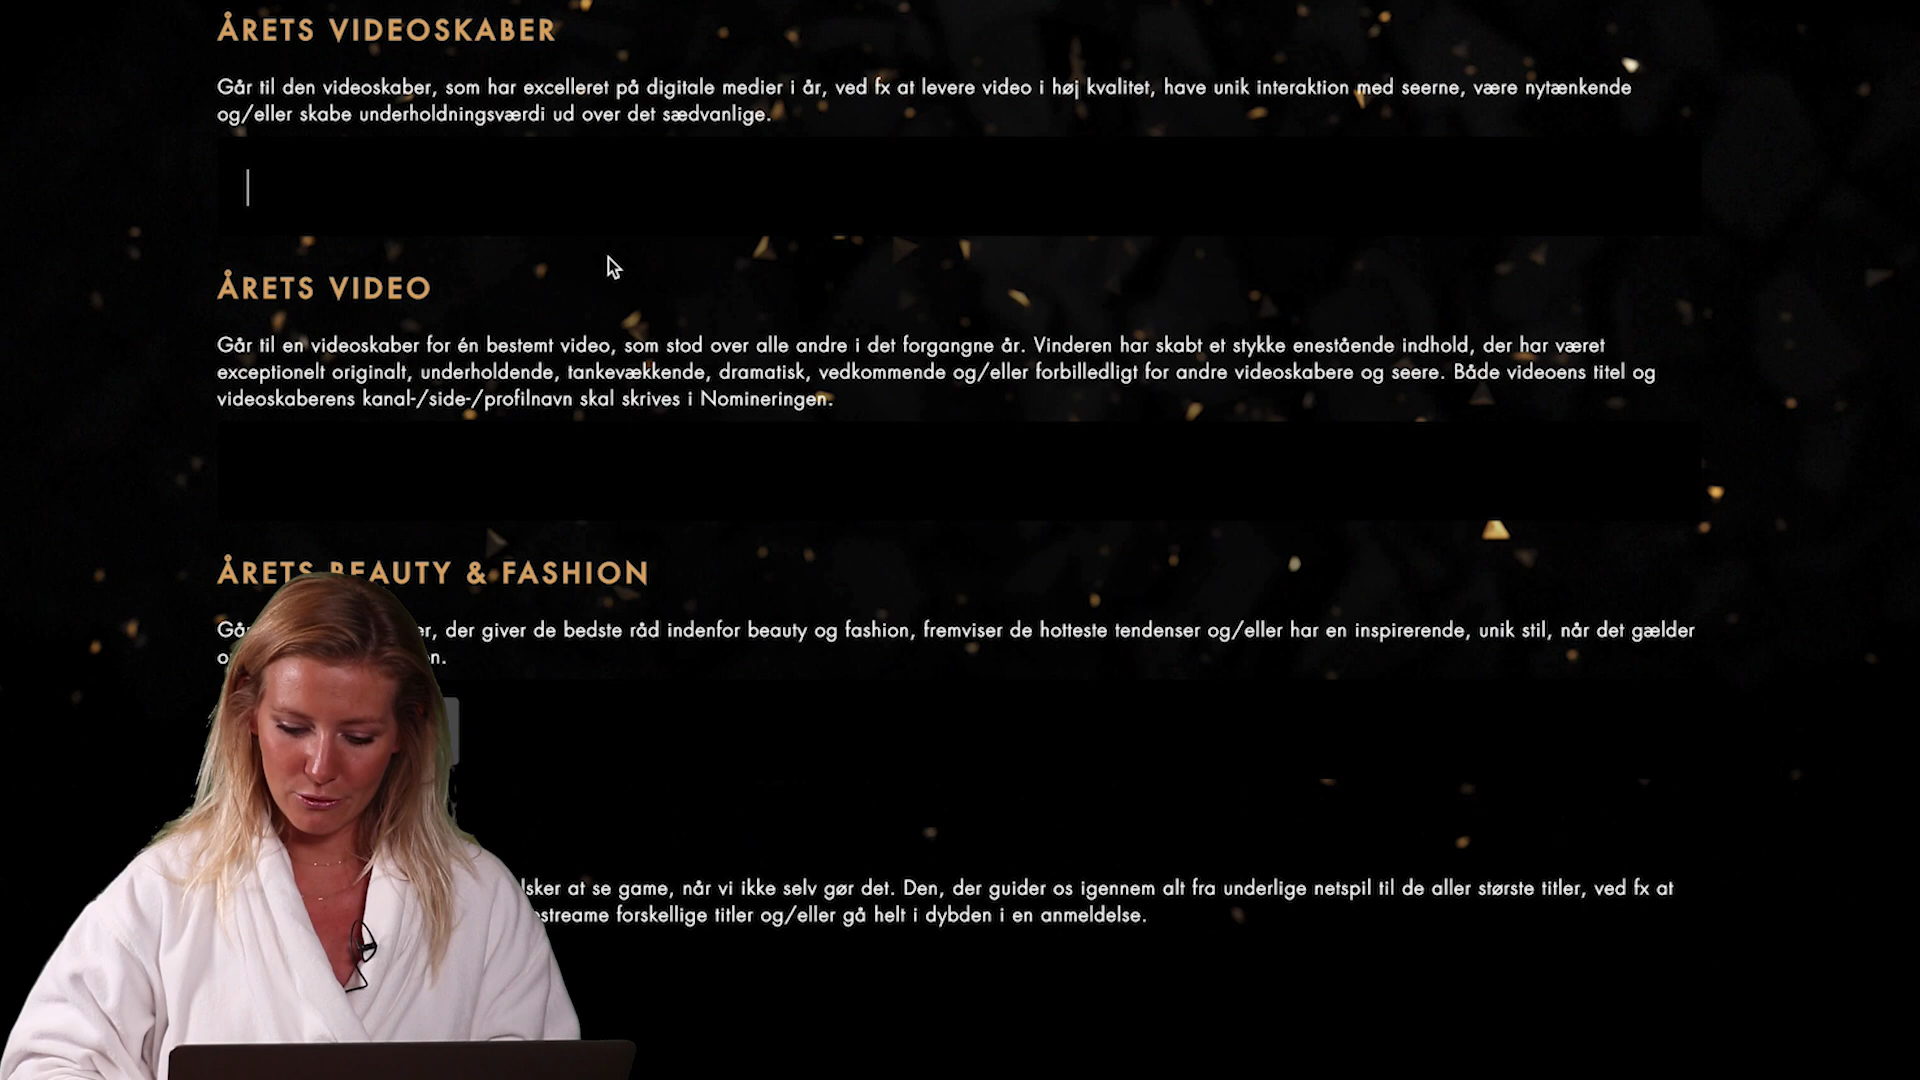 ÅRETS VIDEOSKABER
Går til den videoskaber, som har excelleret på digitale medier i år, ved fx at levere video i høj kvalitet, have unik interaktion med seerne, være nytænkende
og/eller skabe underholdningsværdi ud over det sædvanlige.
ÅRETS VIDEO
Går til en videoskaber for én bestemt video, som stod over alle andre i det forgangne år. Vinderen har skabt et stykke enestående indhold, der har været
exceptionelt originalt, underholdende, tankevækkende, dramatisk, vedkommende og/eller forbilledligt for andre videoskabere og seere. Både videoens titel og
videoskaberens kanal-/side-/profilnavn skal skrives i Nomineringen.
ÅRETS BEAUTY & FASHION
Går der giver de bedste råd indenfor beauty og fashion, fremviser de hotteste tendenser og/eller har en inspirerende, unik stil, når det gælder
at se game, når vi ikke selv gør det. Den, der guider os igennem alt fra underlige netspil til de aller største titler, ved fx at
forskellige titler og/eller gå helt i dybden i en anmeldelse.